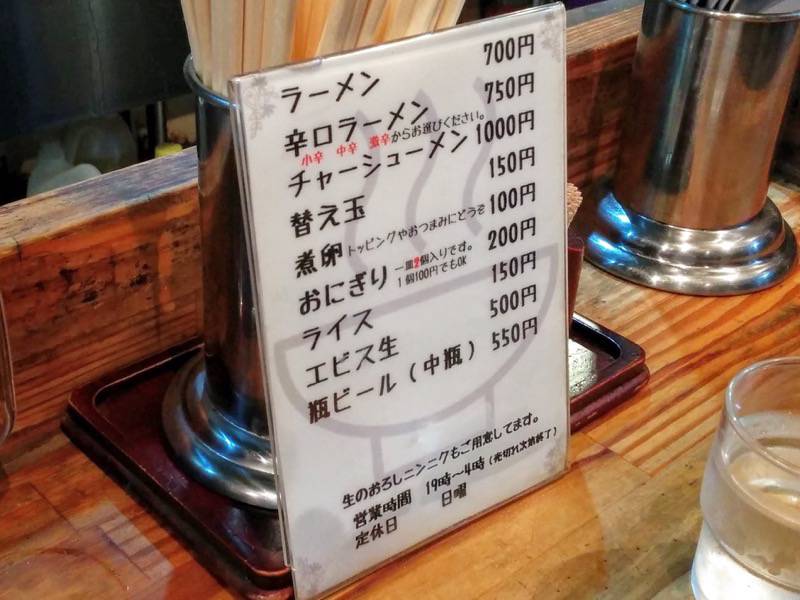 ラーメン 700円
辛口ラーメン 750円
小辛 中辛 激辛からお選びください。
チャーシューメン 1000円
替え玉 150円
煮卵 トッピングやおつまみにどうぞ 100円
おにぎり 一皿2個入りです。 200円
1個100円でもOK
ライス 150円
エビス生 500円
瓶ビール(中瓶) 550円
生のおろしニンニクもご用意してます。
営業時間 19時〜4時(売切れ次第終了)
定休日 日曜